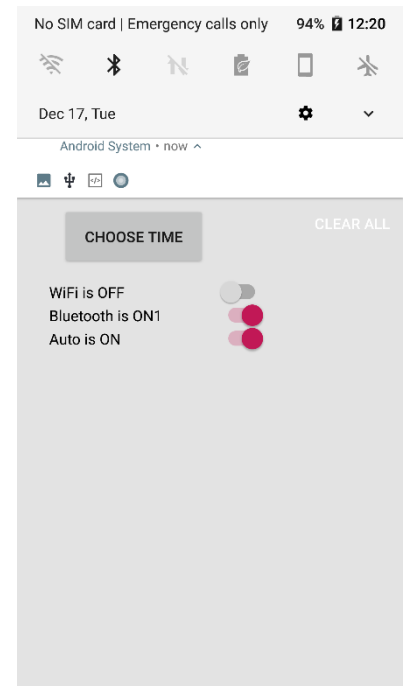 No SIM card | Emergency calls only 94% 12:20
Dec 17, Tue
Android System • now
CLEAR ALL
CHOOSE TIME
WiFi is OFF
Bluetooth is ON1
Auto is ON